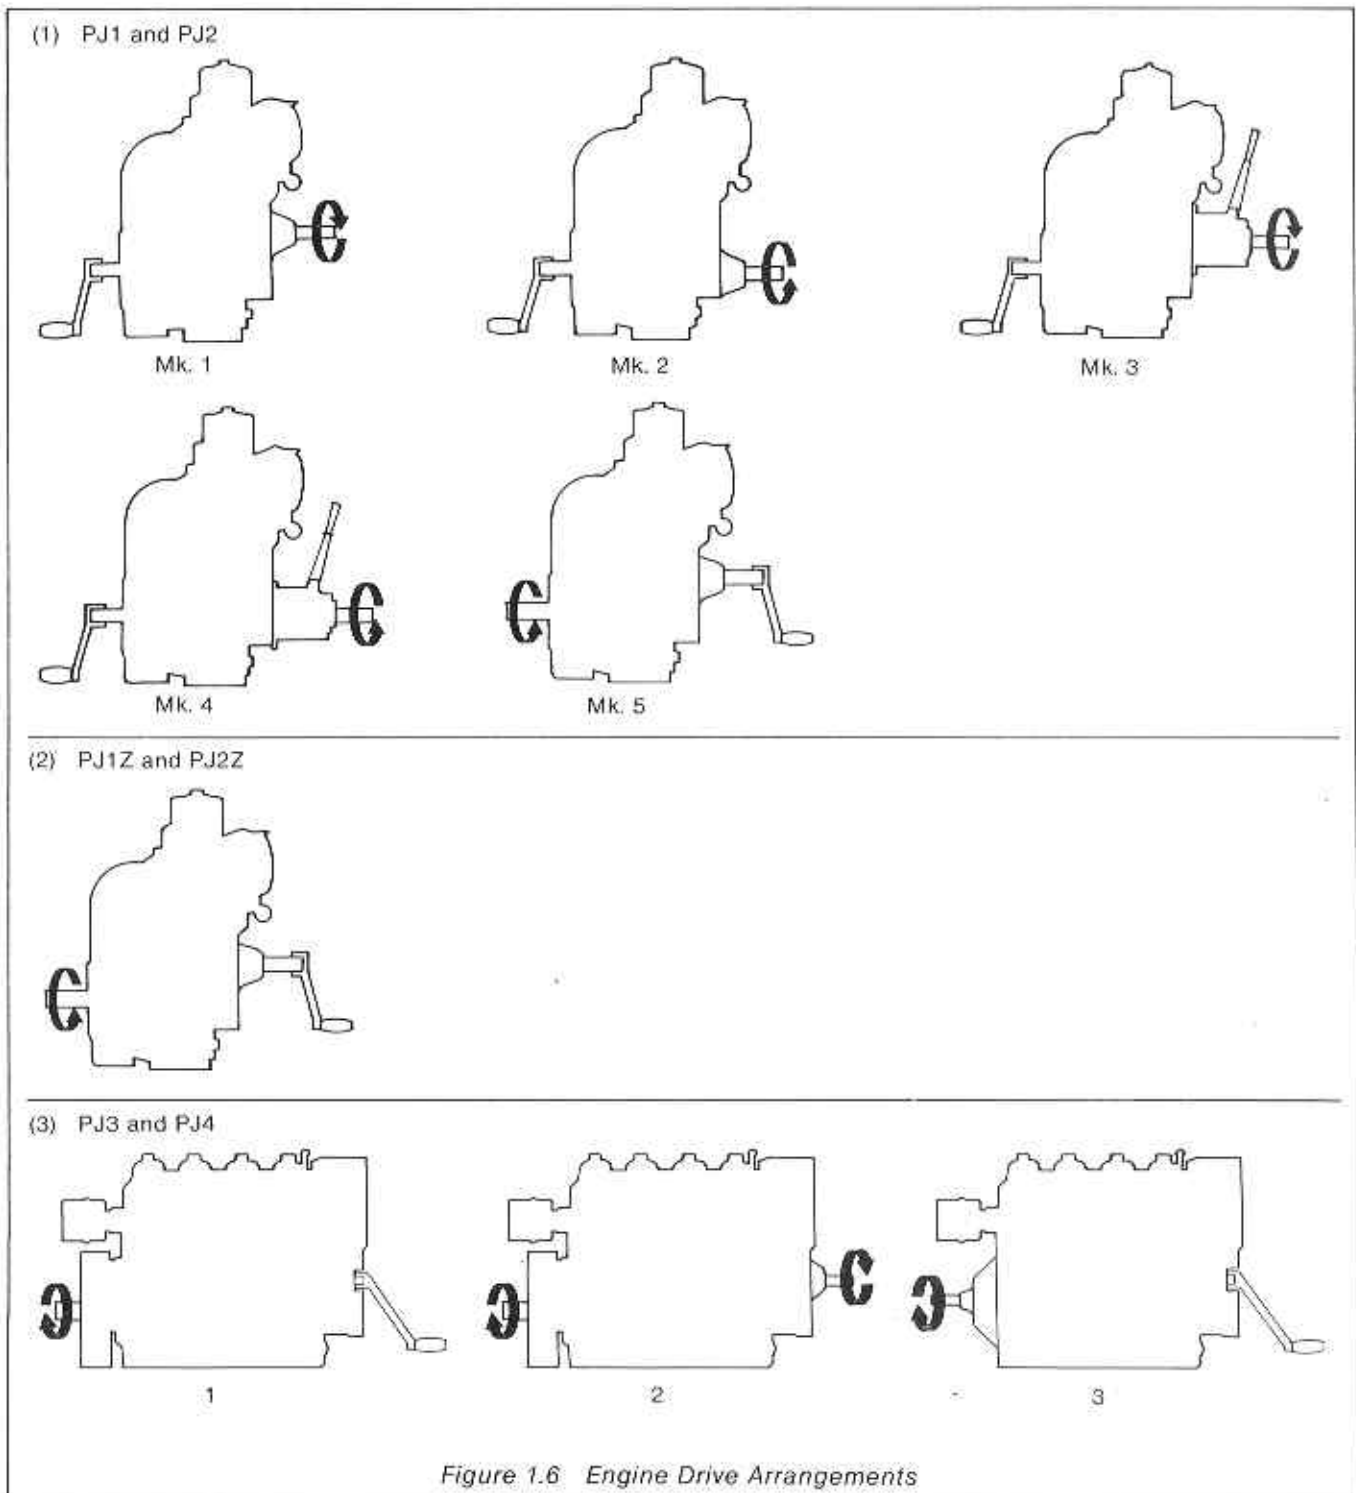 (1) PJ1 and PJ2
Mk. 1
Mk. 2
Mk. 3
Mk. 4
Mk. 5
(2) PJ1Z and PJ2Z
(3) PJ3 and PJ4
1
2
3
Figure 1.6 Engine Drive Arrangements